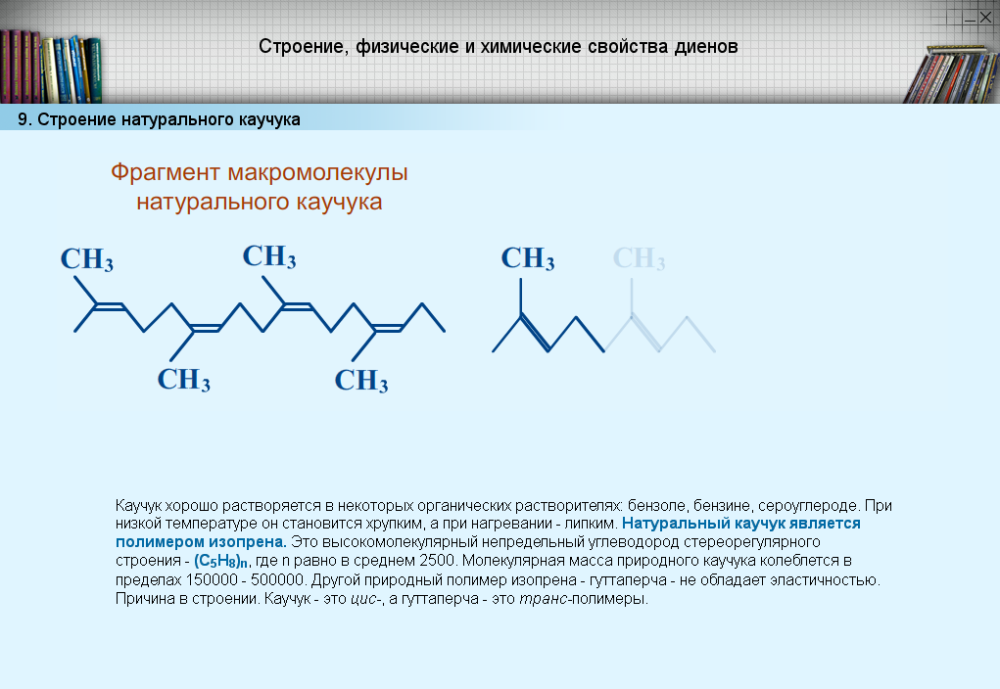 Строение, физические и химические свойства диенов
9. Строение натурального каучука
Фрагмент макромолекулы
натурального каучука
CH₃ CH₃ CH₃ CH₃
CH₃ CH₃
Каучук хорошо растворяется в некоторых органических растворителях: бензоле, бензине, сероуглероде. При
низкой температуре он становится хрупким, а при нагревании - липким. Натуральный каучук является
полимером изопрена. Это высокомолекулярный непредельный углеводород стереорегулярного
строения - (C₅H₈)ₙ, где n равно в среднем 2500. Молекулярная масса природного каучука колеблется в
пределах 150000 - 500000. Другой природный полимер изопрена - гуттаперча - не обладает эластичностью.
Причина в строении. Каучук - это цис-, а гуттаперча - это транс-полимеры.